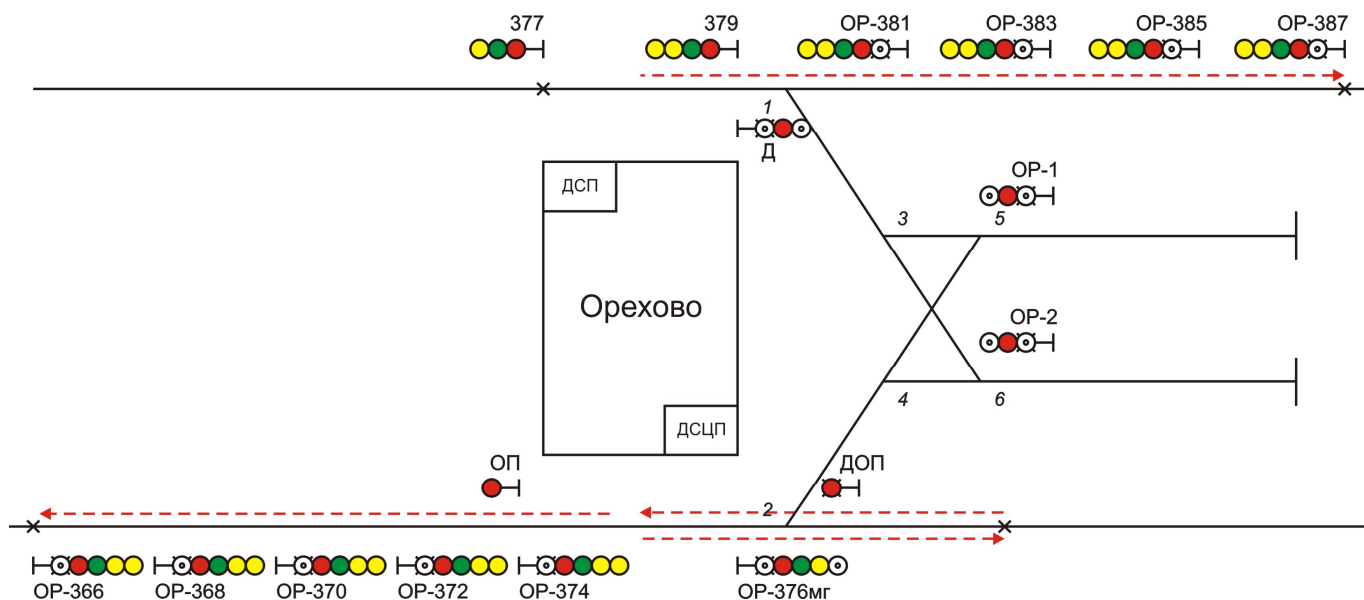 377 379 ОР-381 ОР-383 ОР-385 ОР-387
1
Д
ДСП
ОР-1
3 5
Орехово
ОР-2
4 6
ДСЦП
ОП ДОП
2
ОР-366 ОР-368 ОР-370 ОР-372 ОР-374 ОР-376мг